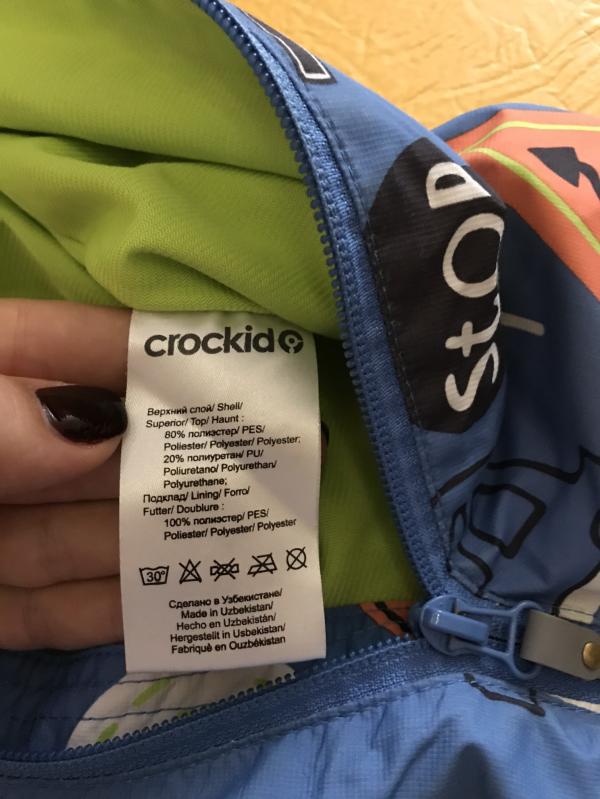 crockid
Верхний слой/ Shell/
Superior/ Top/ Haunt :
80% полиэстер/ PES/
Poliester/ Polyester/ Polyester;
20% полиуретан/ PU/
Poliuretano/ Polyurethan/
Polyurethane;
Подклад/ Lining/ Forro/
Futter/ Doublure :
100% полиэстер/ PES/
Poliester/ Polyester/ Polyester
30°
Сделано в Узбекистане/
Made in Uzbekistan/
Hecho en Uzbekistán/
Hergestellt in Usbekistan/
Fabriquè en Ouzbékistan
StOP